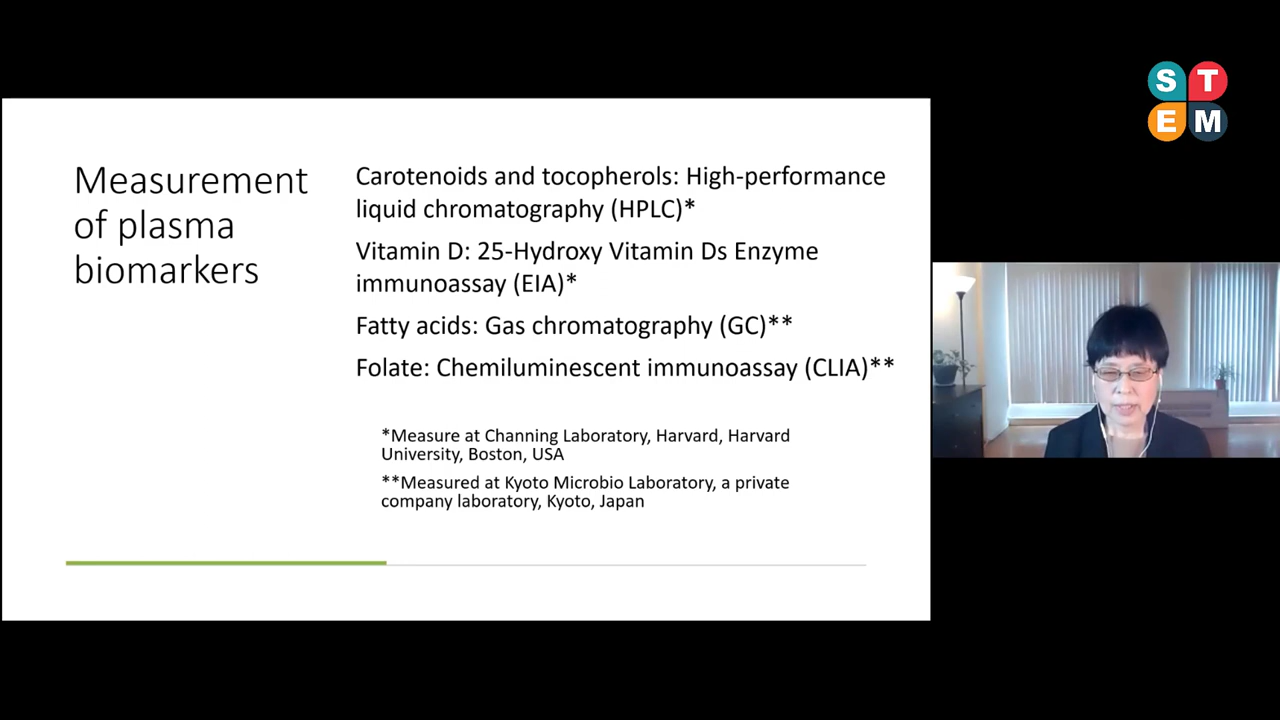 S T
E M
Measurement
of plasma
biomarkers
Carotenoids and tocopherols: High-performance
liquid chromatography (HPLC)*
Vitamin D: 25-Hydroxy Vitamin Ds Enzyme
immunoassay (EIA)*
Fatty acids: Gas chromatography (GC)**
Folate: Chemiluminescent immunoassay (CLIA)**
*Measure at Channing Laboratory, Harvard, Harvard
University, Boston, USA
**Measured at Kyoto Microbio Laboratory, a private
company laboratory, Kyoto, Japan